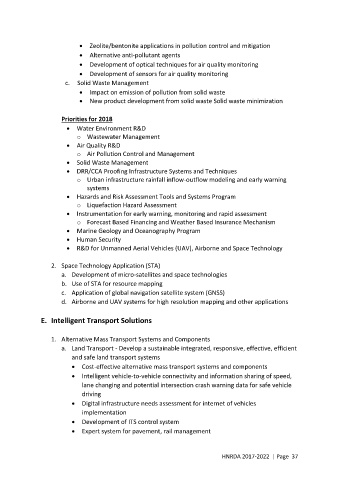 • Zeolite/bentonite applications in pollution control and mitigation
• Alternative anti-pollutant agents
• Development of optical techniques for air quality monitoring
• Development of sensors for air quality monitoring
c. Solid Waste Management
• Impact on emission of pollution from solid waste
• New product development from solid waste Solid waste minimization
Priorities for 2018
• Water Environment R&D
o Wastewater Management
• Air Quality R&D
o Air Pollution Control and Management
• Solid Waste Management
• DRR/CCA Proofing Infrastructure Systems and Techniques
o Urban infrastructure rainfall inflow-outflow modeling and early warning
systems
• Hazards and Risk Assessment Tools and Systems Program
o Liquefaction Hazard Assessment
• Instrumentation for early warning, monitoring and rapid assessment
o Forecast Based Financing and Weather Based Insurance Mechanism
• Marine Geology and Oceanography Program
• Human Security
• R&D for Unmanned Aerial Vehicles (UAV), Airborne and Space Technology
2. Space Technology Application (STA)
a. Development of micro-satellites and space technologies
b. Use of STA for resource mapping
c. Application of global navigation satellite system (GNSS)
d. Airborne and UAV systems for high resolution mapping and other applications
E. Intelligent Transport Solutions
1. Alternative Mass Transport Systems and Components
a. Land Transport - Develop a sustainable integrated, responsive, effective, efficient
and safe land transport systems
• Cost-effective alternative mass transport systems and components
• Intelligent vehicle-to-vehicle connectivity and information sharing of speed,
lane changing and potential intersection crash warning data for safe vehicle
driving
• Digital infrastructure needs assessment for internet of vehicles
implementation
• Development of ITS control system
• Expert system for pavement, rail management
HNRDA 2017-2022 | Page 37